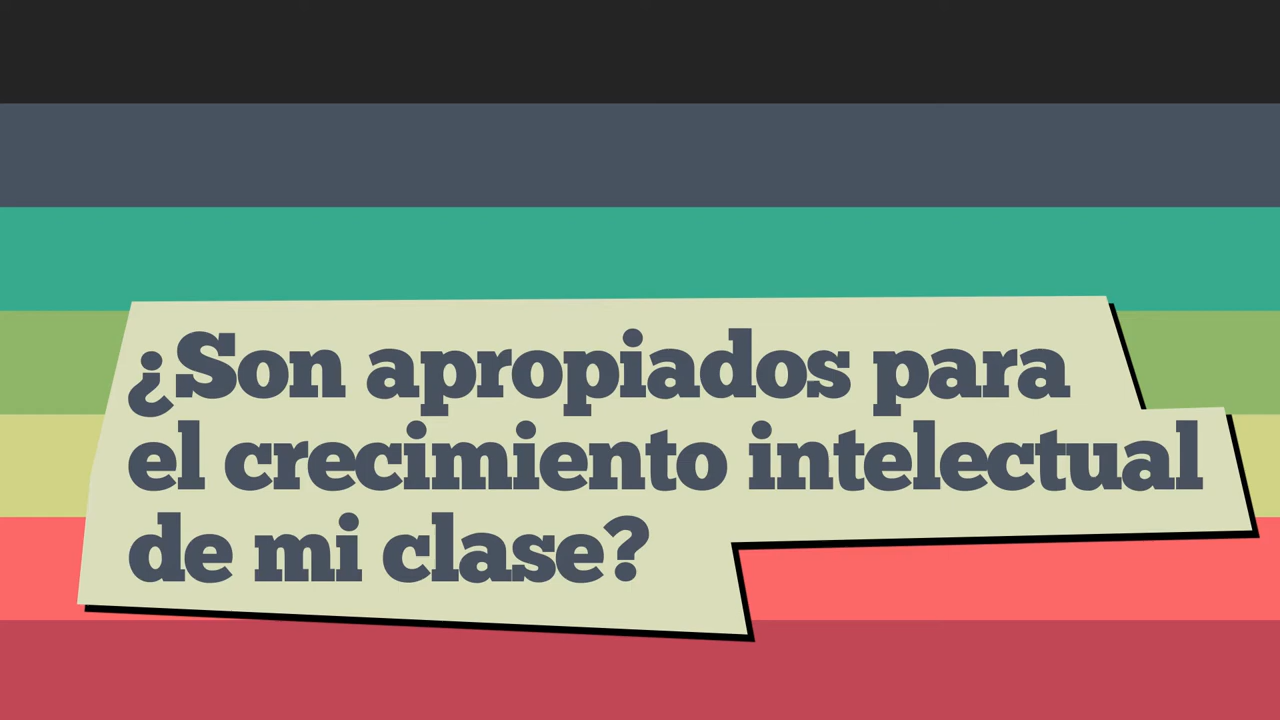 ¿Son apropiados para
el crecimiento intelectual
de mi clase?